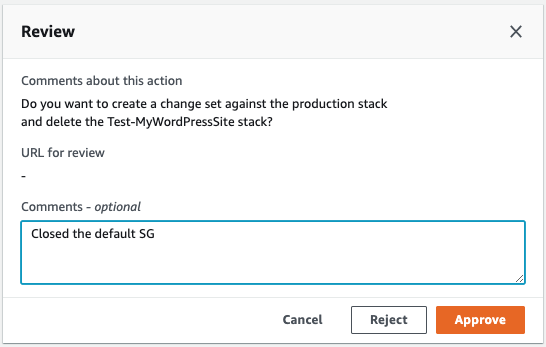 Review
Comments about this action
Do you want to create a change set against the production stack
and delete the Test-MyWordPressSite stack?
URL for review
-
Comments - optional
Closed the default SG
Cancel
Reject
Approve